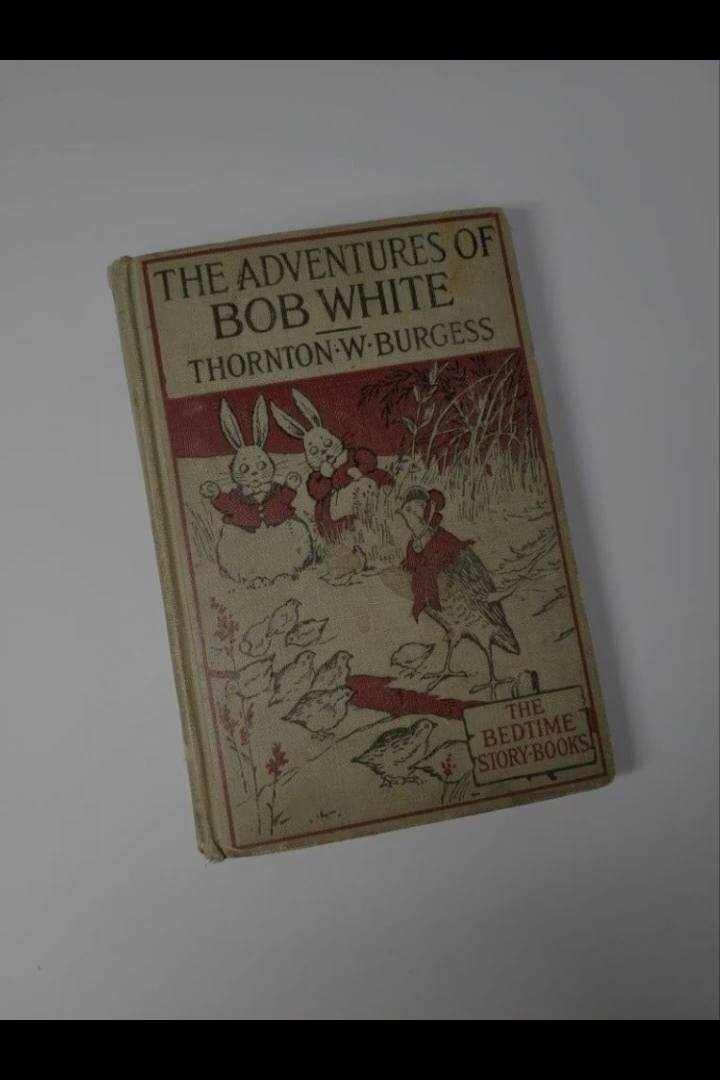 THE ADVENTURES OF
BOB WHITE
THORNTON·W·BURGESS
THE
BEDTIME
STORY-BOOKS